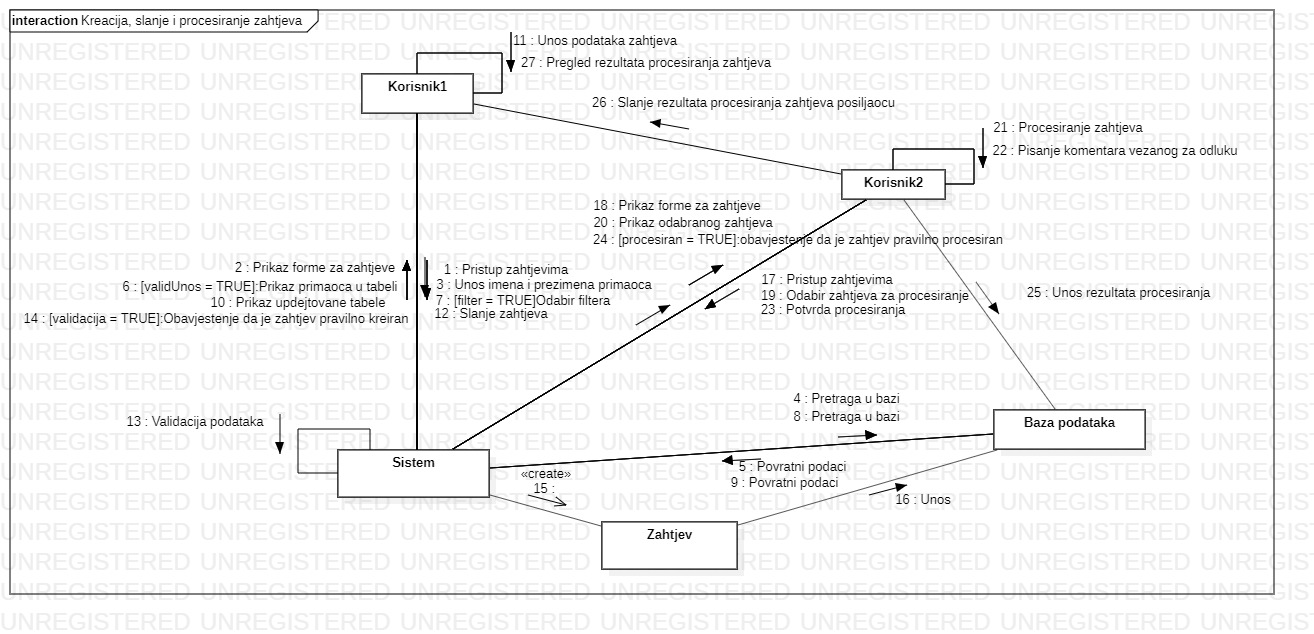 interaction Kreacija, slanje i procesiranje zahtjeva
11 : Unos podataka zahtjeva
27 : Pregled rezultata procesiranja zahtjeva
Korisnik1
26 : Slanje rezultata procesiranja zahtjeva posiljaocu
21 : Procesiranje zahtjeva
22 : Pisanje komentara vezanog za odluku
Korisnik2
18 : Prikaz forme za zahtjeve
20 : Prikaz odabranog zahtjeva
24 : [procesiran = TRUE]:obavjestenje da je zahtjev pravilno procesiran
2 : Prikaz forme za zahtjeve
6 : [validUnos = TRUE]:Prikaz primaoca u tabeli
10 : Prikaz updejtovane tabele
14 : [validacija = TRUE]:Obavjestenje da je zahtjev pravilno kreiran
1 : Pristup zahtjevima
3 : Unos imena i prezimena primaoca
7 : [filter = TRUE]Odabir filtera
12 : Slanje zahtjeva
17 : Pristup zahtjevima
19 : Odabir zahtjeva za procesiranje
23 : Potvrda procesiranja
25 : Unos rezultata procesiranja
13 : Validacija podataka
4 : Pretraga u bazi
8 : Pretraga u bazi
Baza podataka
Sistem
5 : Povratni podaci
9 : Povratni podaci
«create»
15 :
16 : Unos
Zahtjev
UNREGISTERED